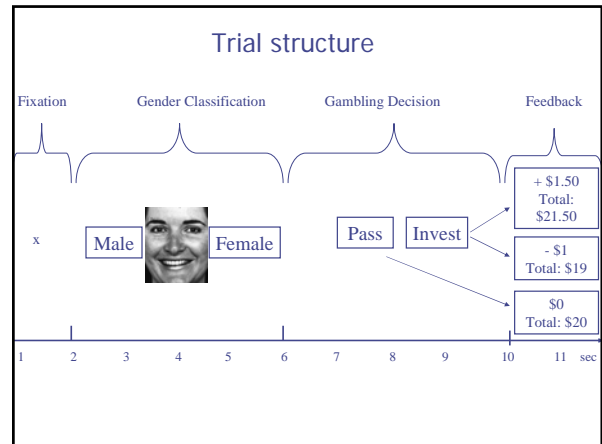 Trial structure
Fixation
Gender Classification
Gambling Decision
Feedback
x
Male
Female
Pass
Invest
+ $1.50
Total:
$21.50
- $1
Total: $19
$0
Total: $20
1 2 3 4 5 6 7 8 9 10 11 sec